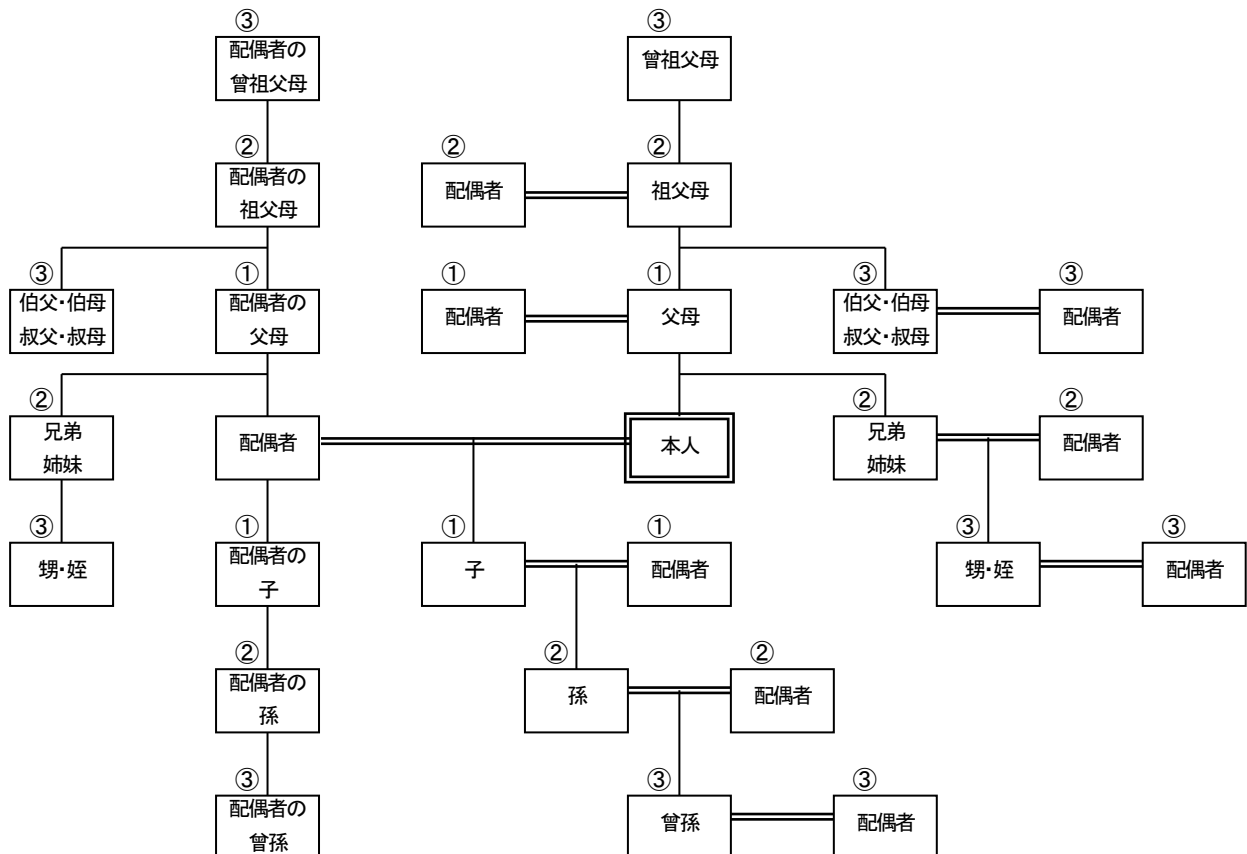 ③
③
配偶者の
曾祖父母
曾祖父母
②
②
②
配偶者の
祖父母
配偶者
祖父母
③
①
①
①
③
③
伯父・伯母
叔父・叔母
配偶者の
父母
配偶者
父母
伯父・伯母
叔父・叔母
配偶者
②
②
②
兄弟
姉妹
配偶者
本人
兄弟
姉妹
配偶者
③
①
①
①
③
③
甥・姪
配偶者の
子
子
配偶者
甥・姪
配偶者
②
②
②
配偶者の
孫
孫
配偶者
③
③
③
配偶者の
曾孫
曾孫
配偶者